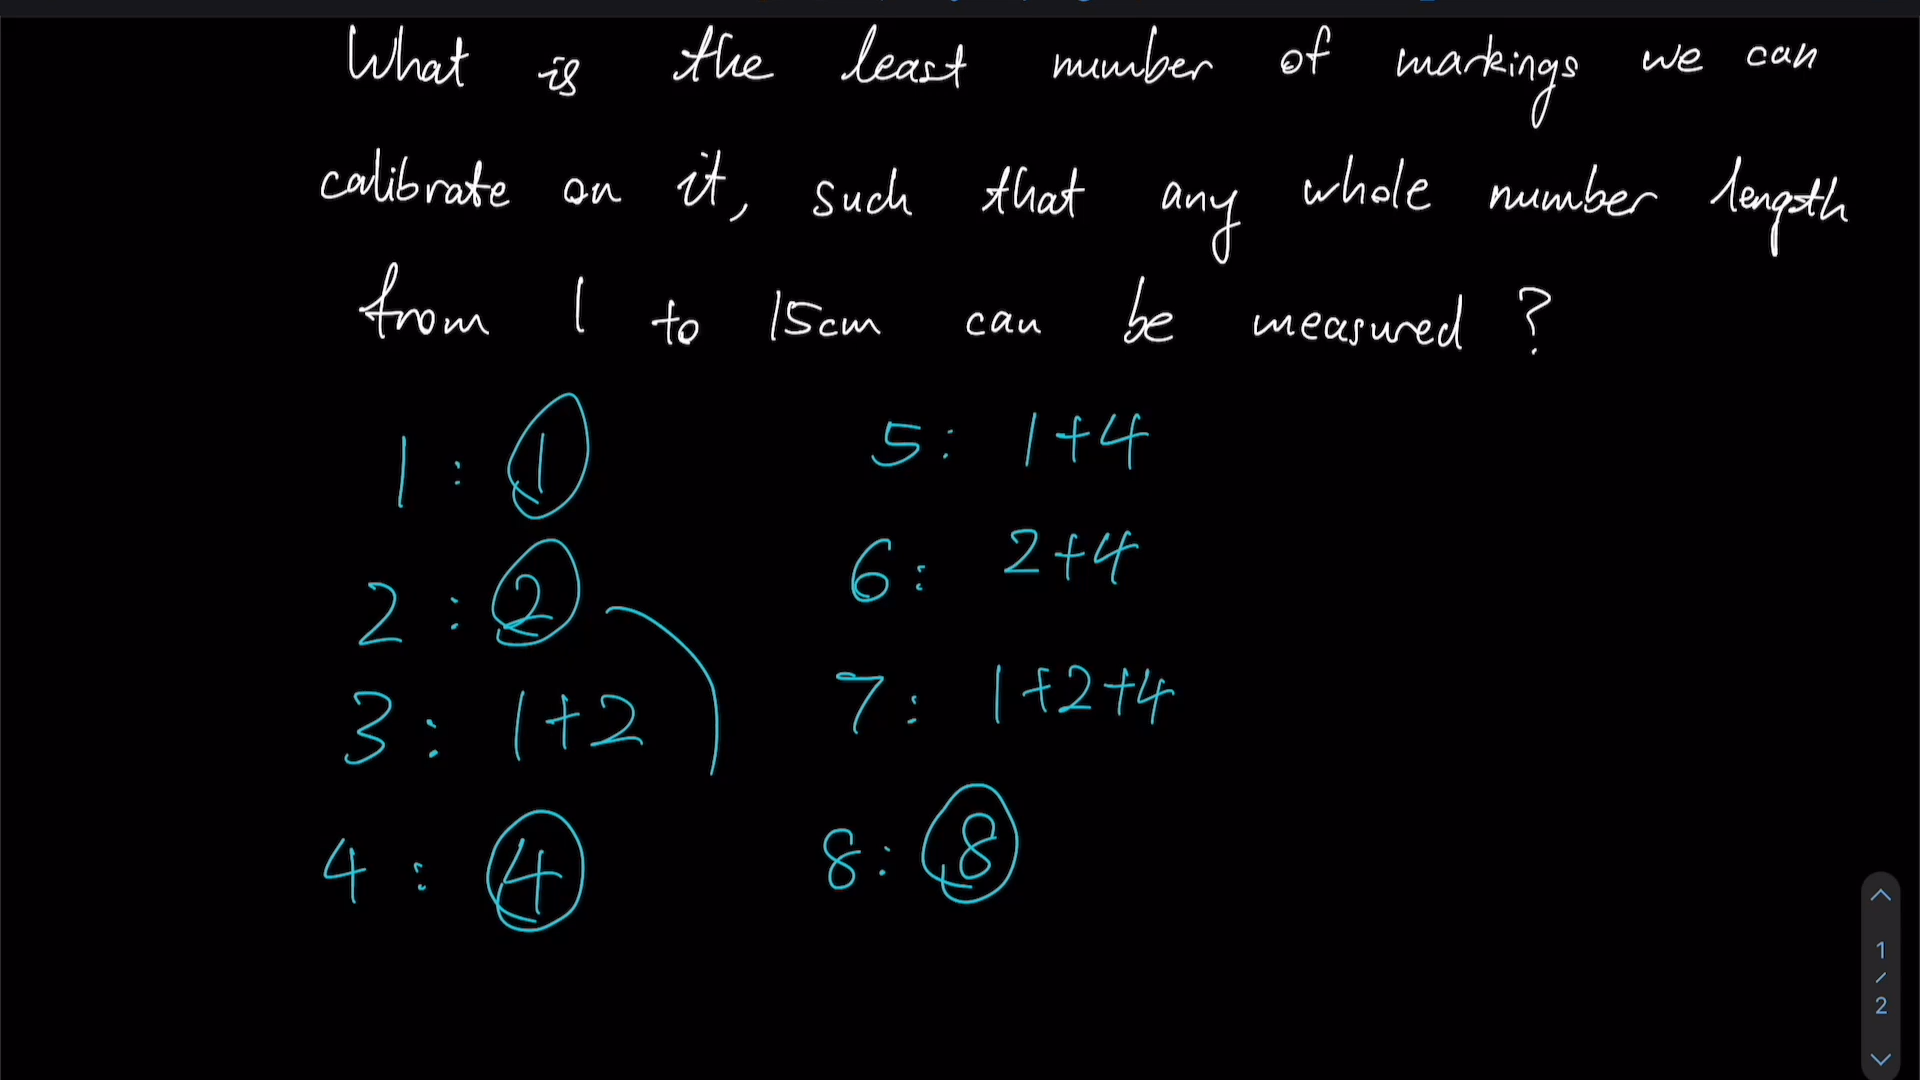 What is the least number of markings we can
calibrate on it, such that any whole number length
from 1 to 15cm can be measured ?
1 : 1
2 : 2
3 : 1+2
4 : 4
5 : 1+4
6 : 2+4
7 : 1+2+4
8 : 8
1
/
2